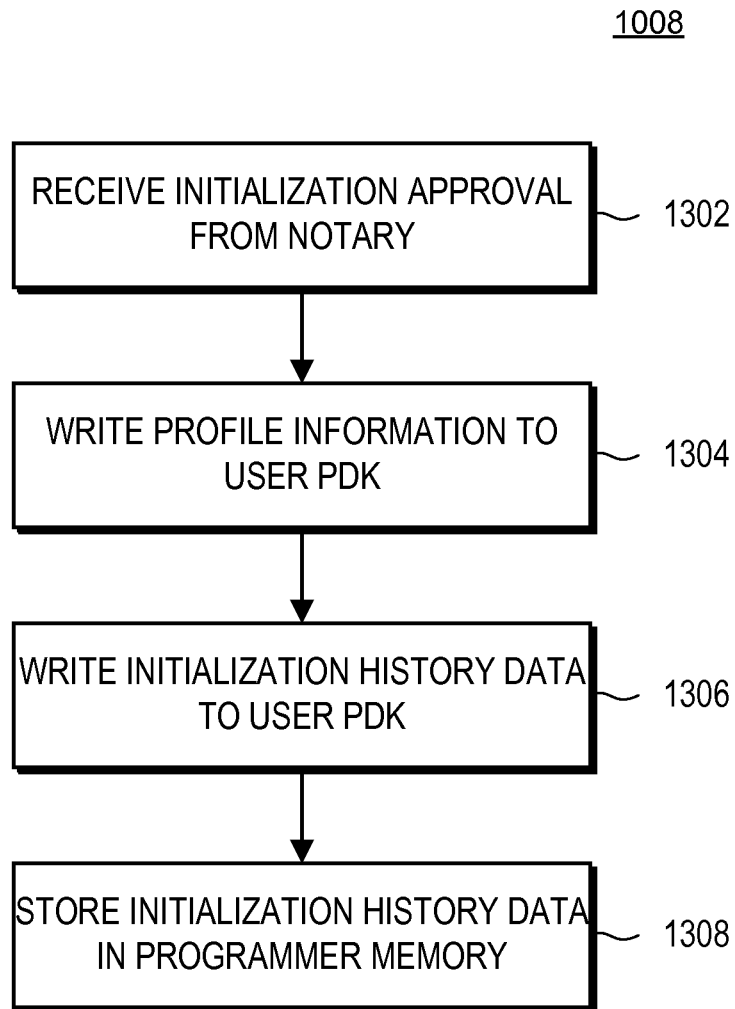 1008
RECEIVE INITIALIZATION APPROVAL
FROM NOTARY
1302
WRITE PROFILE INFORMATION TO
USER PDK
1304
WRITE INITIALIZATION HISTORY DATA
TO USER PDK
1306
STORE INITIALIZATION HISTORY DATA
IN PROGRAMMER MEMORY
1308